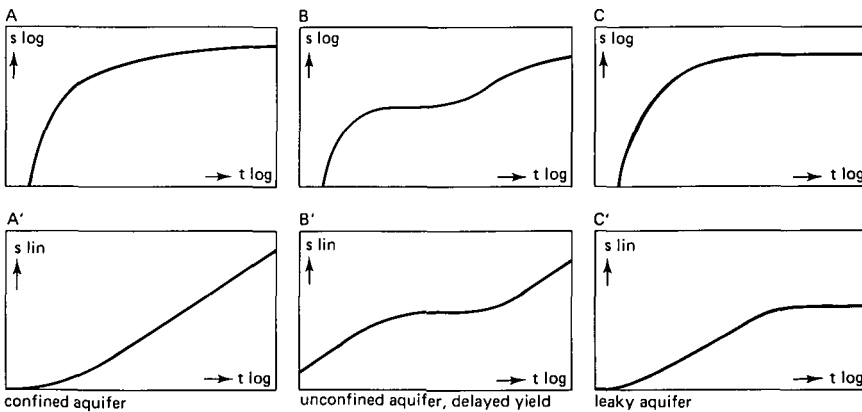 A
s log
t log
B
s log
t log
C
s log
t log
A'
s lin
t log
confined aquifer
B'
s lin
t log
unconfined aquifer, delayed yield
C'
s lin
t log
leaky aquifer